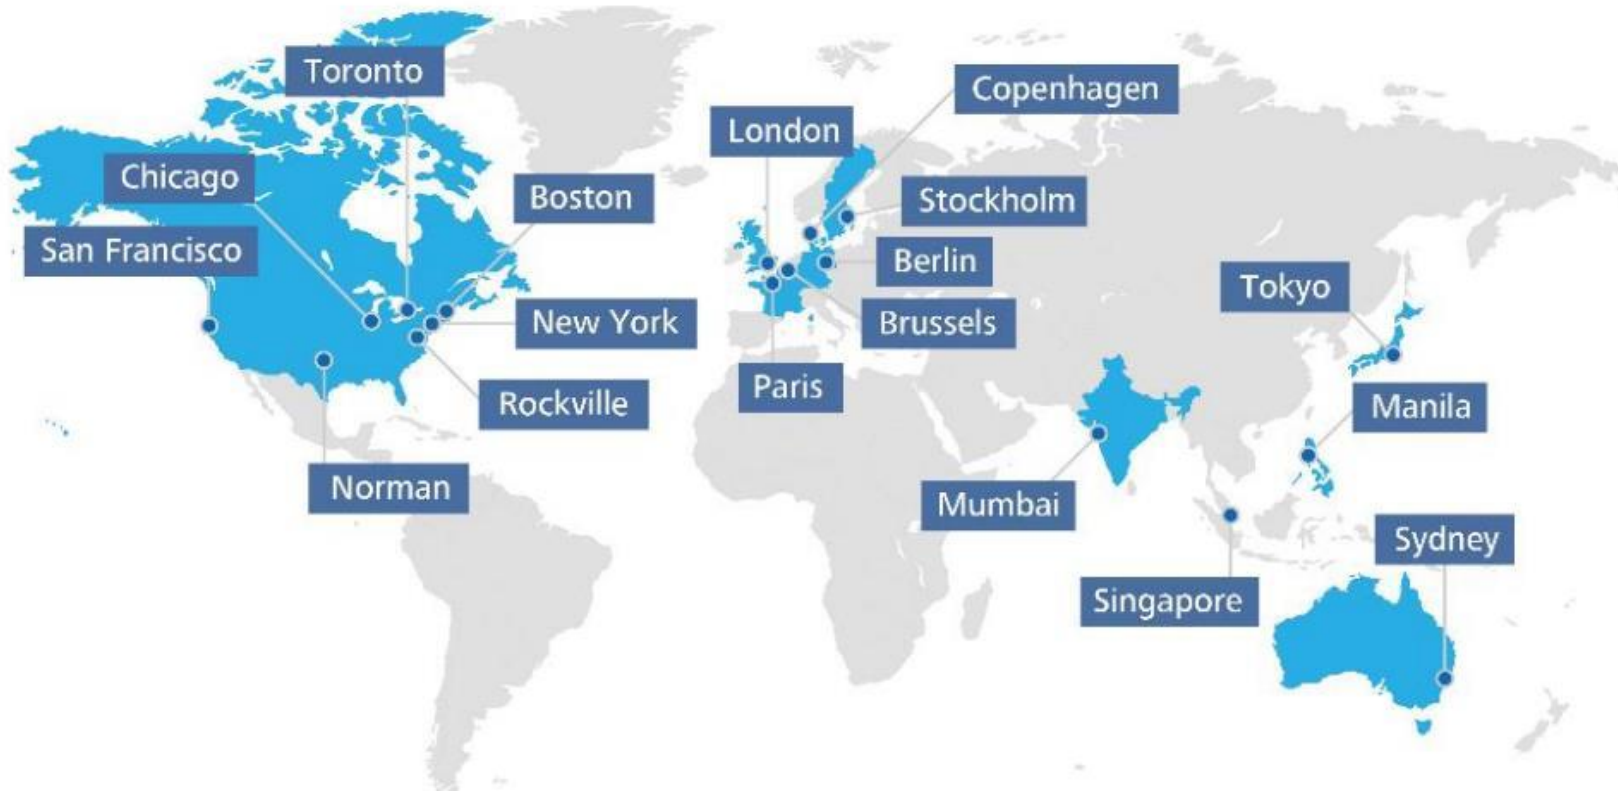 Toronto
Copenhagen
London
Chicago
Boston
Stockholm
San Francisco
Berlin
Tokyo
New York
Brussels
Paris
Rockville
Manila
Norman
Mumbai
Sydney
Singapore